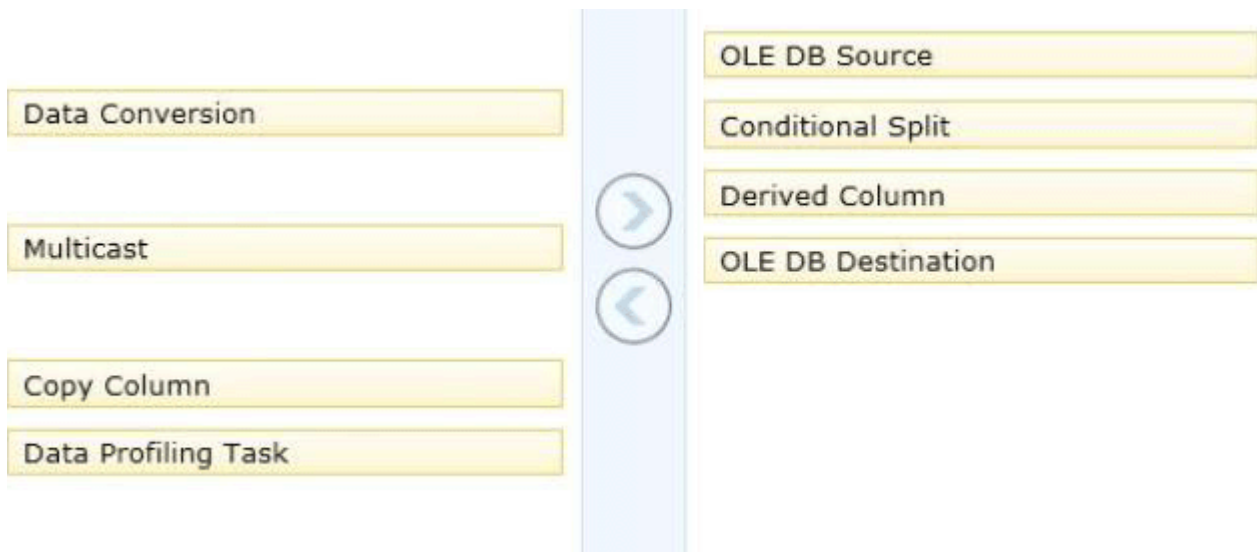 Data Conversion
Multicast
Copy Column
Data Profiling Task
OLE DB Source
Conditional Split
Derived Column
OLE DB Destination